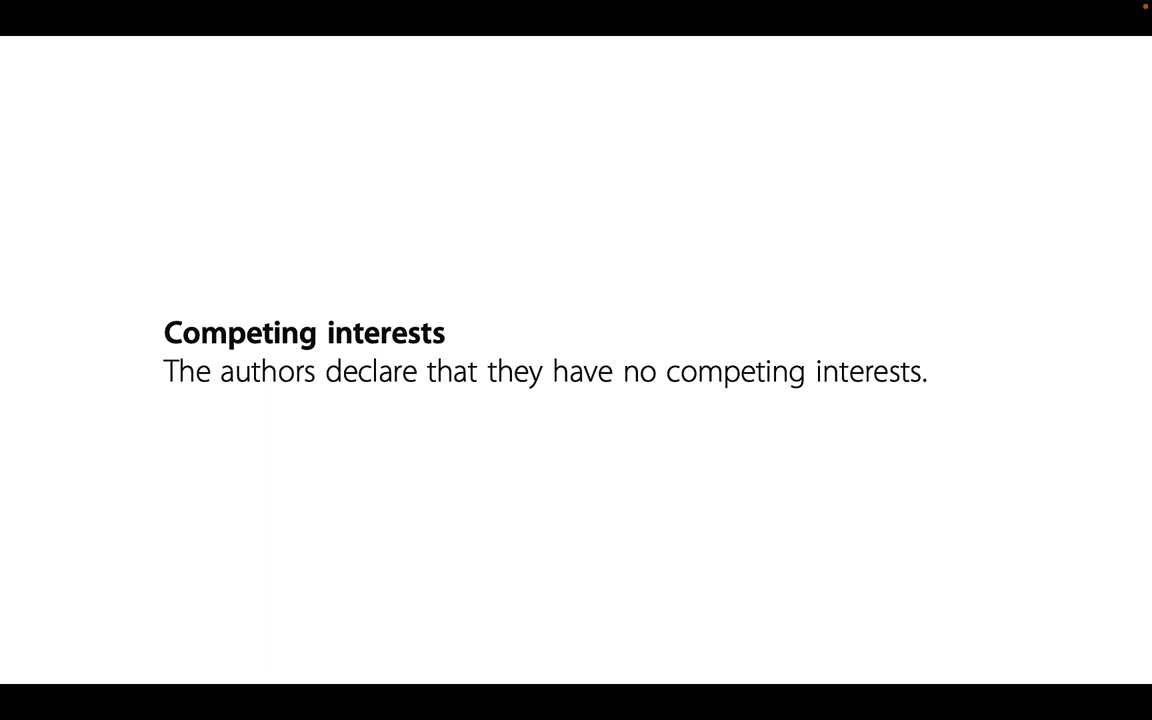 Competing interests
The authors declare that they have no competing interests.